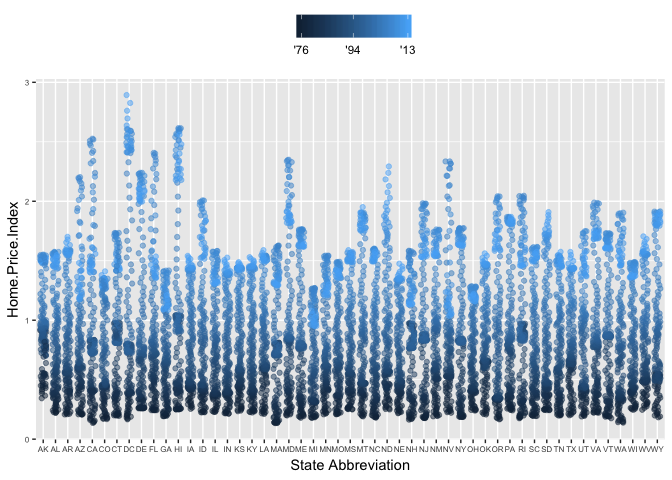 '76 '94 '13
3
2
1
0
Home.Price.Index
AK AL AR AZ CA CO CT DC DE FL GA HI IA ID IL IN KS KY LA MA MD ME MI MN MO MS MT NC ND NE NH NJ NM NV NY OH OK OR PA RI SC SD TN TX UT VA VT WA WI WV WY
State Abbreviation